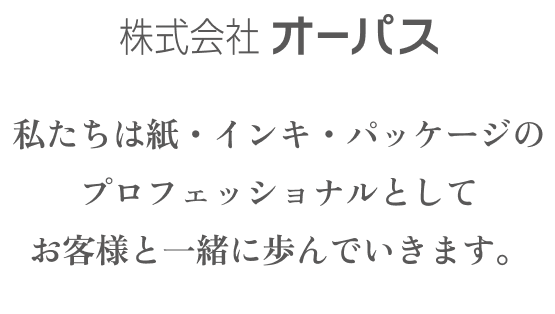 株式会社 オーパス
私たちは紙・インキ・パッケージの
プロフェッショナルとして
お客様と一緒に歩んでいきます。